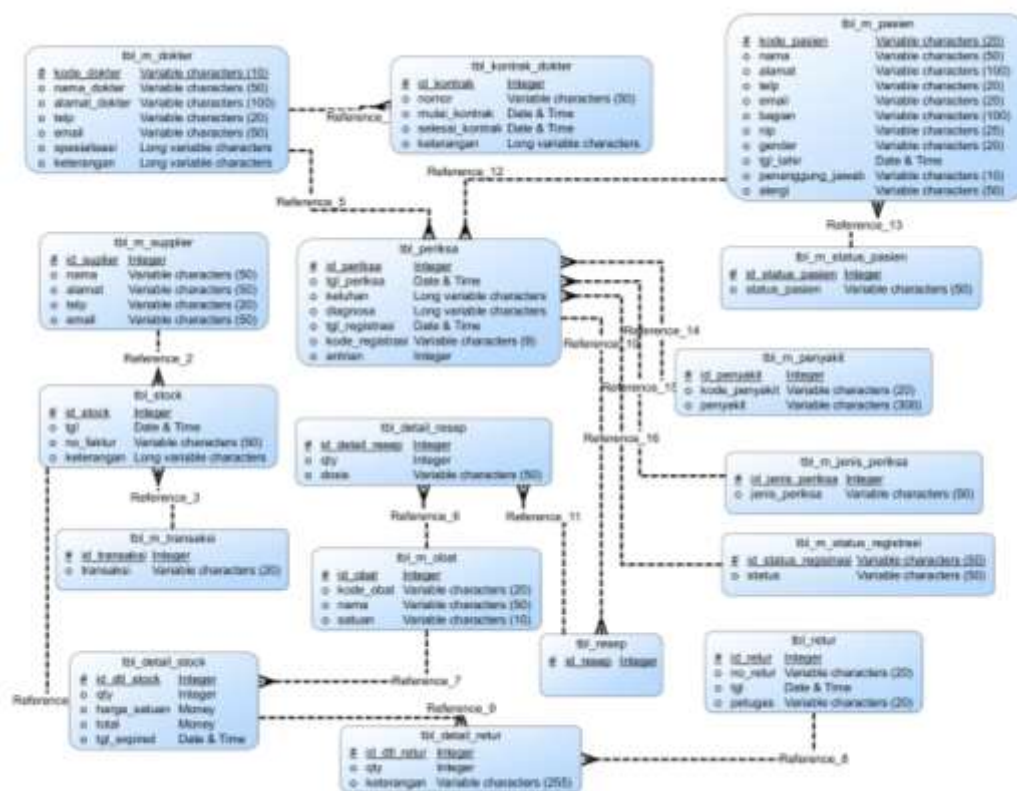 tbl_m_dokter
# kode_dokter Variable characters (10)
o nama_dokter Variable characters (50)
o alamat_dokter Variable characters (100)
o telp Variable characters (20)
o email Variable characters (50)
o spesialisasi Long variable characters
o keterangan Long variable characters
tbl_kontrak_dokter
# id_kontrak Integer
o nomor Variable characters (50)
o mulai_kontrak Date & Time
o selesai_kontrak Date & Time
o keterangan Long variable characters
tbl_m_pasien
# kode_pasien Variable characters (20)
o nama Variable characters (50)
o alamat Variable characters (100)
o telp Variable characters (20)
o email Variable characters (20)
o bagian Variable characters (100)
o nip Variable characters (25)
o gender Variable characters (20)
o tgl_lahir Date & Time
o penanggung_jawab Variable characters (10)
o alergi Variable characters (50)
Reference_
Reference_12
Reference_5
Reference_13
tbl_m_supplier
# id_suplier Integer
o nama Variable characters (50)
o alamat Variable characters (50)
o telp Variable characters (20)
o email Variable characters (50)
tbl_periksa
# id_periksa Integer
o tgl_periksa Date & Time
o keluhan Long variable characters
o diagnosa Long variable characters
o tgl_registrasi Date & Time
o kode_registrasi Variable characters (9)
o antrian Integer
tbl_m_status_pasien
# id_status_pasien Integer
o status_pasien Variable characters (50)
Reference_14
Reference_10
Reference_2
tbl_m_penyakit
# id_penyakit Integer
o kode_penyakit Variable characters (20)
o penyakit Variable characters (300)
Reference_15
tbl_stock
# id_stock Integer
o tgl Date & Time
o no_faktur Variable characters (50)
o keterangan Long variable characters
tbl_detail_resep
# id_detail_resep Integer
o qty Integer
o dosis Variable characters (50)
Reference_16
tbl_m_jenis_periksa
# id_jenis_periksa Integer
o jenis_periksa Variable characters (50)
Reference_3
Reference_6
Reference_11
tbl_m_transaksi
# id_transaksi Integer
o transaksi Variable characters (20)
tbl_m_status_registrasi
# id_status_registrasi Variable characters (50)
o status Variable characters (50)
tbl_m_obat
# id_obat Integer
o kode_obat Variable characters (20)
o nama Variable characters (50)
o satuan Variable characters (10)
tbl_resep
# id_resep Integer
tbl_retur
# id_retur Integer
o no_retur Variable characters (20)
o tgl Date & Time
o petugas Variable characters (20)
Reference_7
tbl_detail_stock
# id_dtl_stock Integer
o qty Integer
o harga_satuan Money
o total Money
o tgl_expired Date & Time
Reference
Reference_9
tbl_detail_retur
# id_dtl_retur Integer
o qty Integer
o keterangan Variable characters (255)
Reference_8